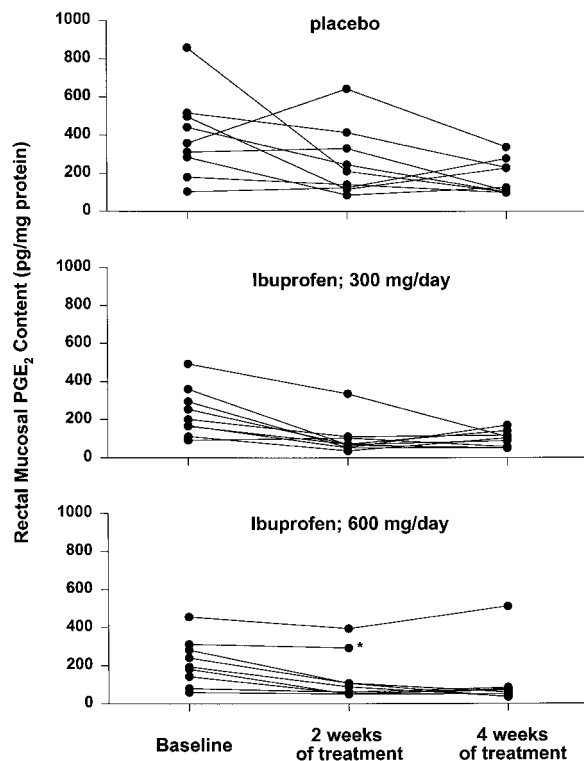 Rectal Mucosal PGE2 Content (pg/mg protein)
placebo
1000
800
600
400
200
0
Ibuprofen; 300 mg/day
1000
800
600
400
200
0
Ibuprofen; 600 mg/day
1000
800
600
400
200
0
*
Baseline
2 weeks
of treatment
4 weeks
of treatment